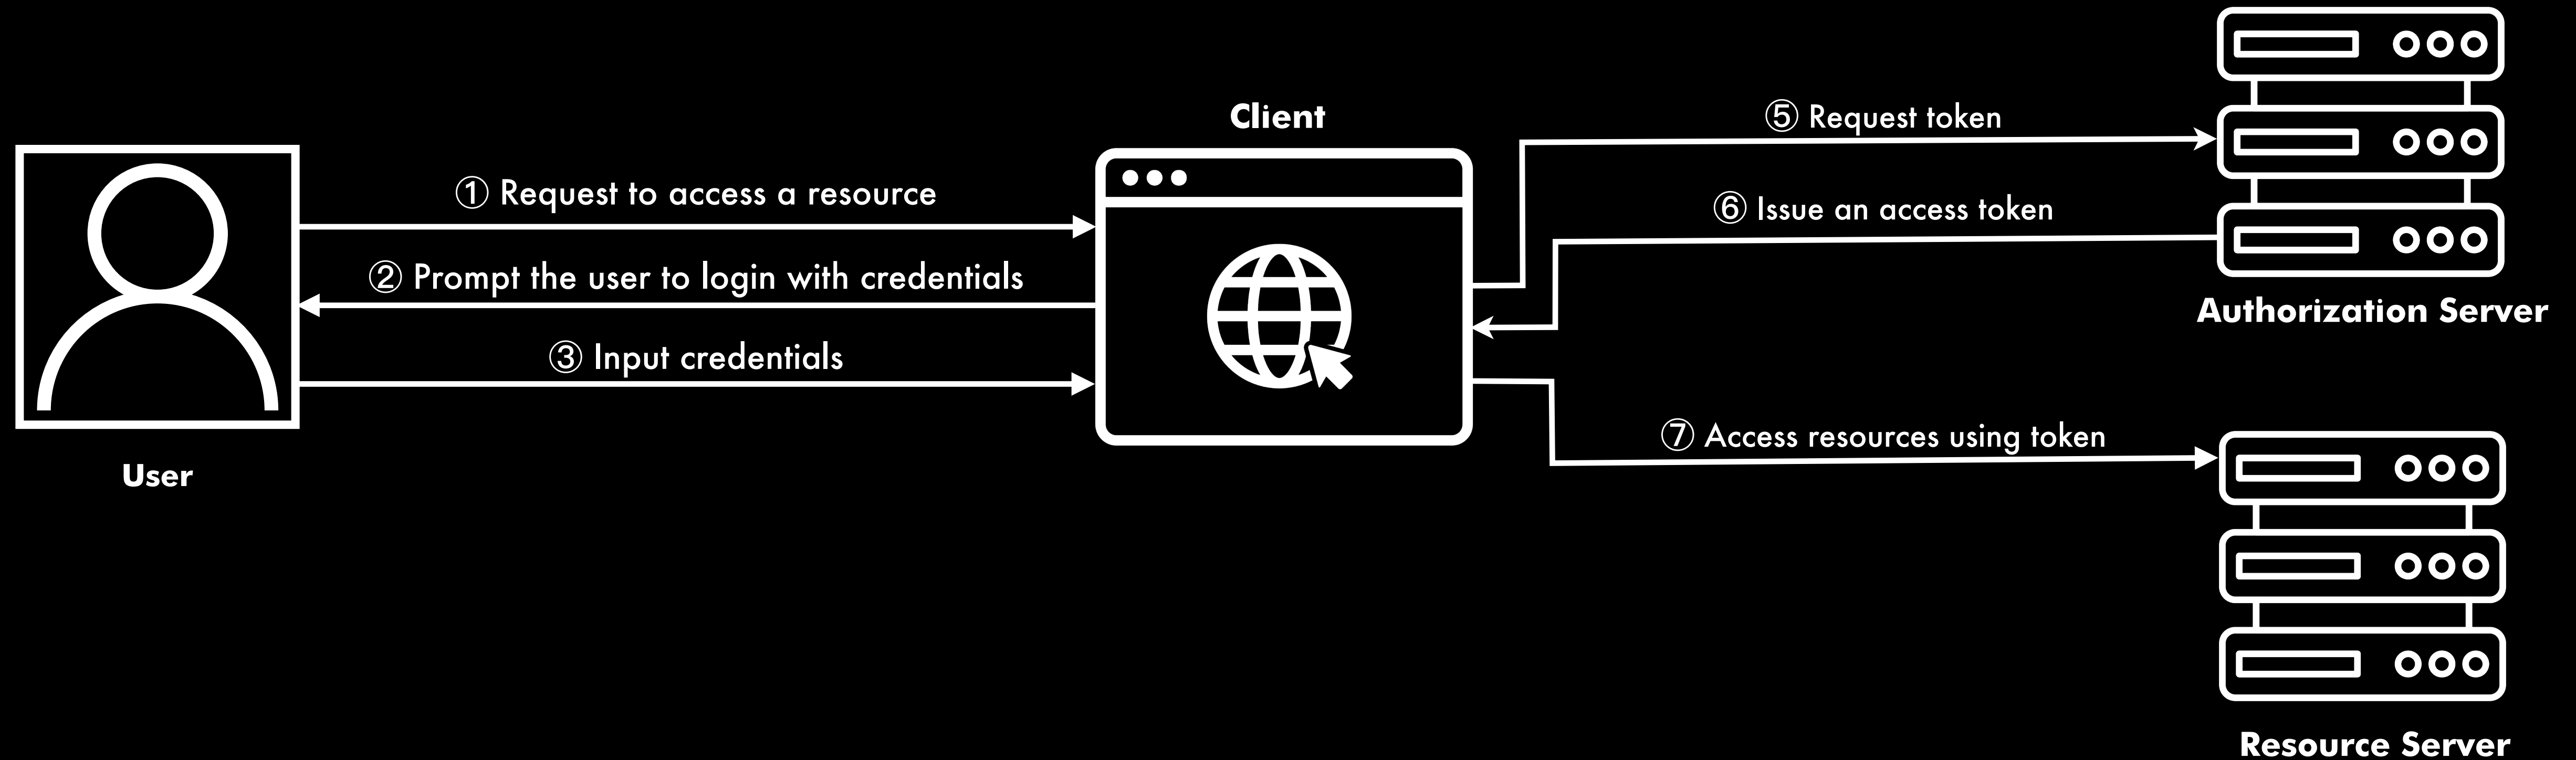 Client
① Request to access a resource
② Prompt the user to login with credentials
③ Input credentials
User
⑤ Request token
⑥ Issue an access token
Authorization Server
⑦ Access resources using token
Resource Server